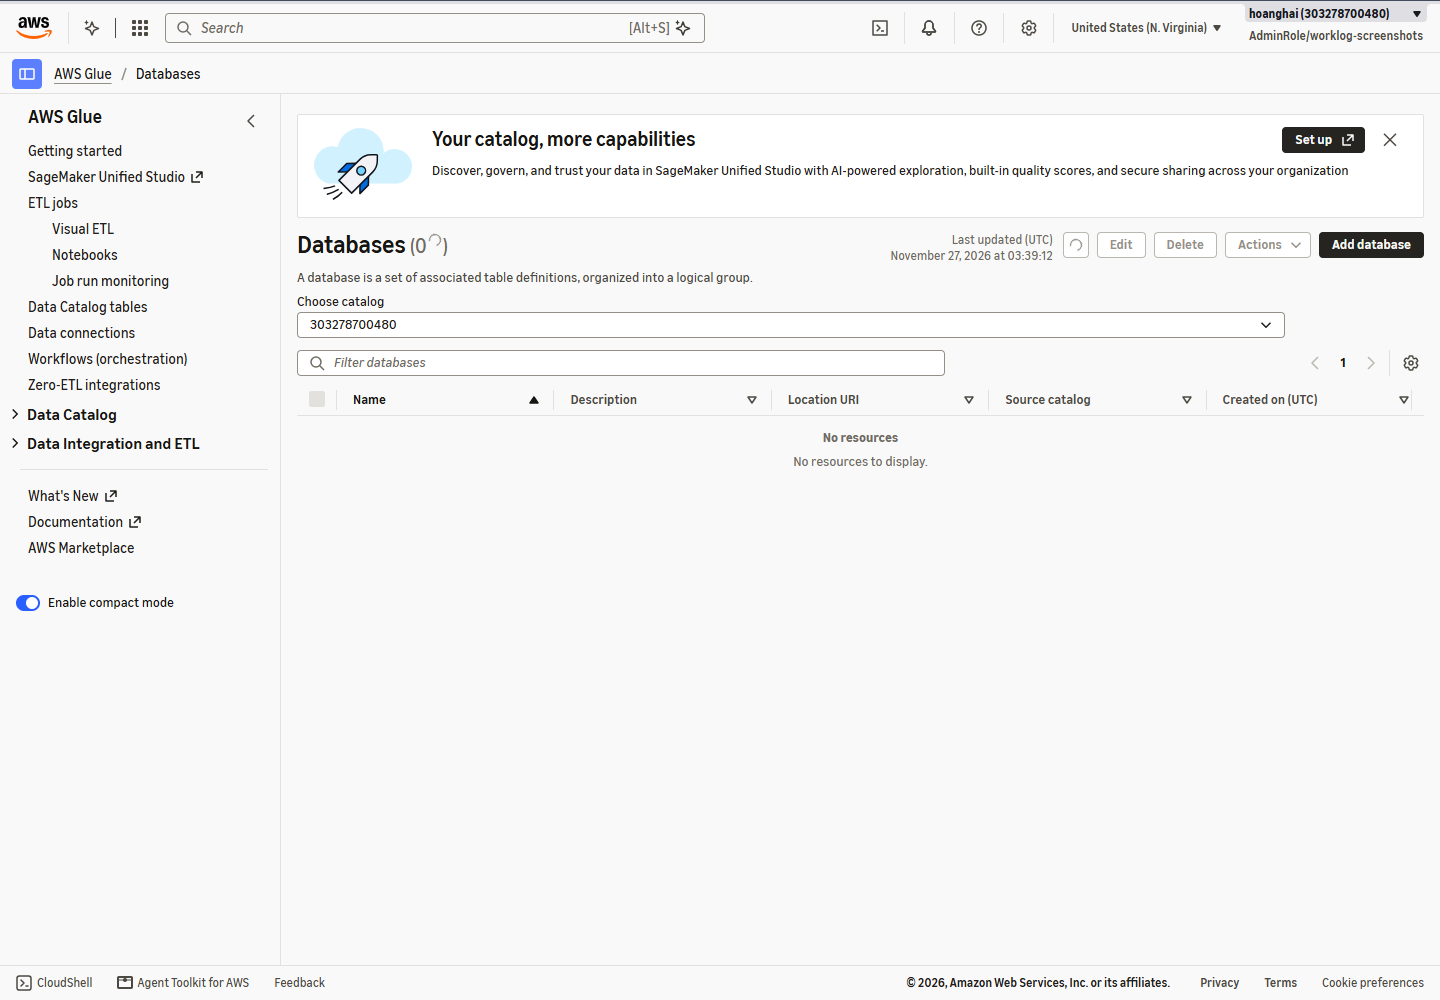 aws
Search
[Alt+S]
United States (N. Virginia)
hoanghai (303278700480)
AdminRole/worklog-screenshots
AWS Glue / Databases
AWS Glue
Getting started
SageMaker Unified Studio
ETL jobs
Visual ETL
Notebooks
Job run monitoring
Data Catalog tables
Data connections
Workflows (orchestration)
Zero-ETL integrations
Data Catalog
Data Integration and ETL
What's New
Documentation
AWS Marketplace
Enable compact mode
Your catalog, more capabilities
Set up
Discover, govern, and trust your data in SageMaker Unified Studio with AI-powered exploration, built-in quality scores, and secure sharing across your organization
Databases (0)
Last updated (UTC)
November 27, 2026 at 03:39:12
Edit
Delete
Actions
Add database
A database is a set of associated table definitions, organized into a logical group.
Choose catalog
303278700480
Filter databases
1
Name
Description
Location URI
Source catalog
Created on (UTC)
No resources
No resources to display.
CloudShell
Agent Toolkit for AWS
Feedback
© 2026, Amazon Web Services, Inc. or its affiliates.
Privacy
Terms
Cookie preferences